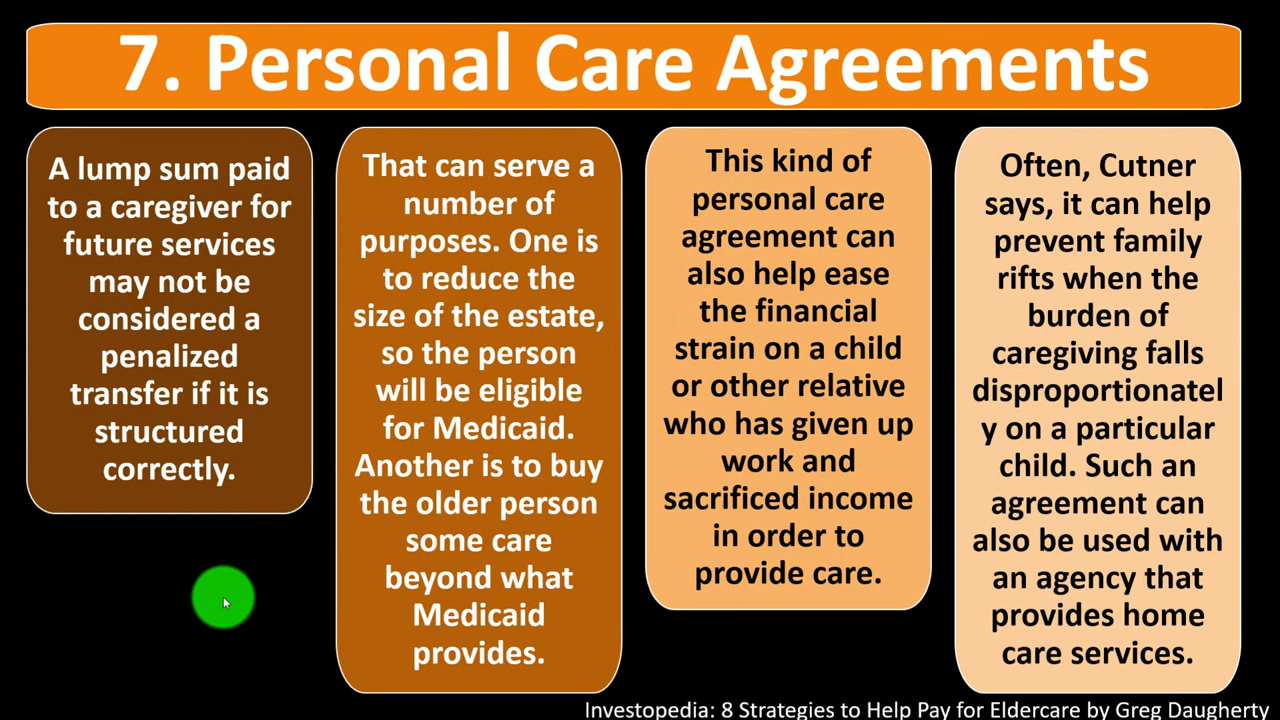 7. Personal Care Agreements
A lump sum paid
to a caregiver for
future services
may not be
considered a
penalized
transfer if it is
structured
correctly.
That can serve a
number of
purposes. One is
to reduce the
size of the estate,
so the person
will be eligible
for Medicaid.
Another is to buy
the older person
some care
beyond what
Medicaid
provides.
This kind of
personal care
agreement can
also help ease
the financial
strain on a child
or other relative
who has given up
work and
sacrificed income
in order to
provide care.
Often, Cutner
says, it can help
prevent family
rifts when the
burden of
caregiving falls
disproportionatel
y on a particular
child. Such an
agreement can
also be used with
an agency that
provides home
care services.
Investopedia: 8 Strategies to Help Pay for Eldercare by Greg Daugherty